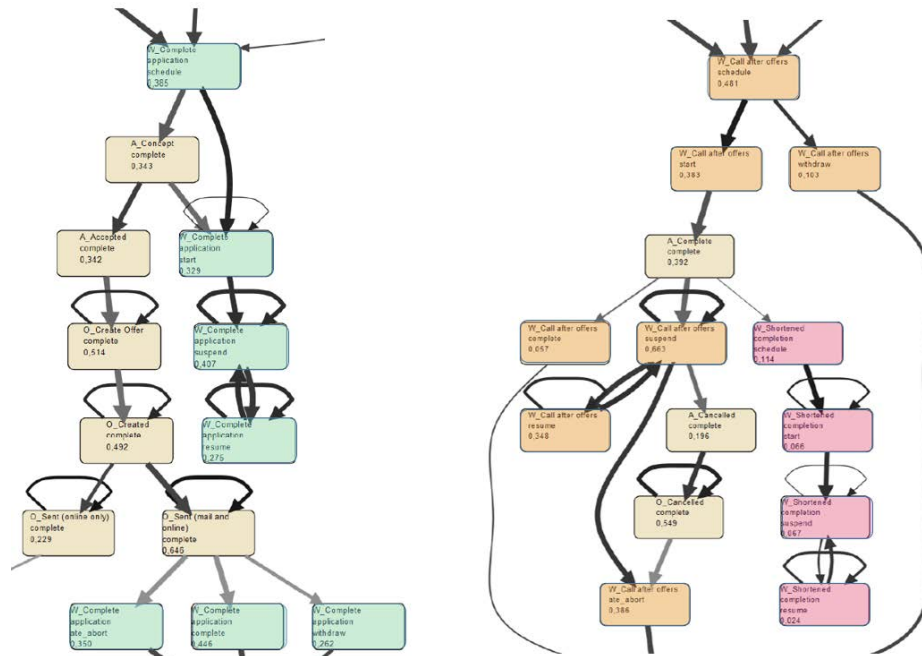 W_Complete
application
schedule
0,385
A_Concept
complete
0,343
A_Accepted
complete
0,342
W_Complete
application
start
0,329
O_Create Offer
complete
0,514
W_Complete
application
suspend
0,407
O_Created
complete
0,492
W_Complete
application
resume
0,275
O_Sent (online only)
complete
0,229
O_Sent (mail and
online)
complete
0,646
W_Complete
application
ate_abort
0,350
W_Complete
application
complete
0,446
W_Complete
application
withdraw
0,262
W_Call after offers
schedule
0,481
W_Call after offers
start
0,383
W_Call after offers
withdraw
0,103
A_Complete
complete
0,392
W_Call after offers
complete
0,057
W_Call after offers
suspend
0,663
W_Shortened
completion
schedule
0,114
W_Call after offers
resume
0,348
A_Cancelled
complete
0,196
W_Shortened
completion
start
0,066
O_Cancelled
complete
0,549
W_Shortened
completion
suspend
0,067
W_Call after offers
ate_abort
0,386
W_Shortened
completion
resume
0,024